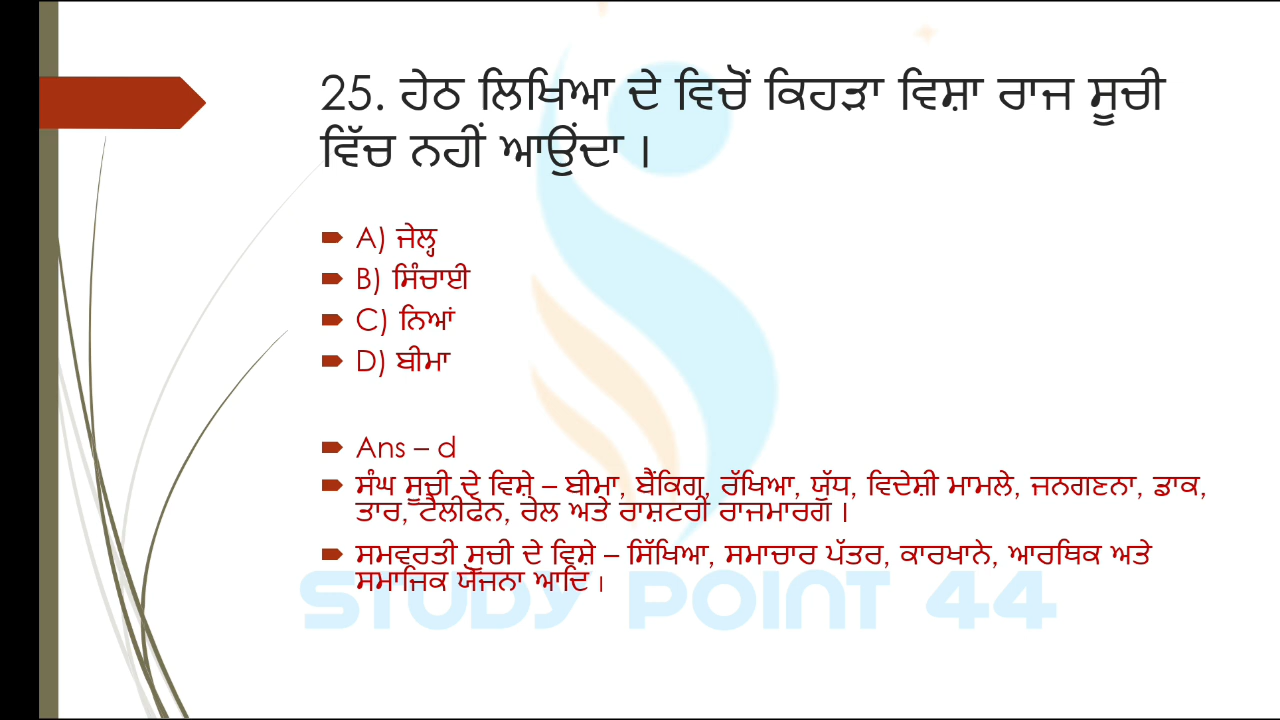 25. ਹੇਠ ਲਿਖਿਆ ਦੇ ਵਿਚੋਂ ਕਿਹੜਾ ਵਿਸ਼ਾ ਰਾਜ ਸੂਚੀ
ਵਿੱਚ ਨਹੀਂ ਆਉਂਦਾ ।
A) ਜੇਲ੍ਹ
B) ਸਿੰਚਾਈ
C) ਨਿਆਂ
D) ਬੀਮਾ
Ans – d
ਸੰਘ ਸੂਚੀ ਦੇ ਵਿਸ਼ੇ – ਬੀਮਾ, ਬੈਂਕਿਗ, ਰੱਖਿਆ, ਯੁੱਧ, ਵਿਦੇਸ਼ੀ ਮਾਮਲੇ, ਜਨਗਣਨਾ, ਡਾਕ,
ਤਾਰ, ਟੈਲੀਫੋਨ, ਰੇਲ ਅਤੇ ਰਾਸ਼ਟਰੀ ਰਾਜਮਾਰਗ ।
ਸਮਵਰਤੀ ਸੂਚੀ ਦੇ ਵਿਸ਼ੇ – ਸਿੱਖਿਆ, ਸਮਾਚਾਰ ਪੱਤਰ, ਕਾਰਖਾਨੇ, ਆਰਥਿਕ ਅਤੇ
ਸਮਾਜਿਕ ਯੋਜਨਾ ਆਦਿ ।
STUDY POINT 44